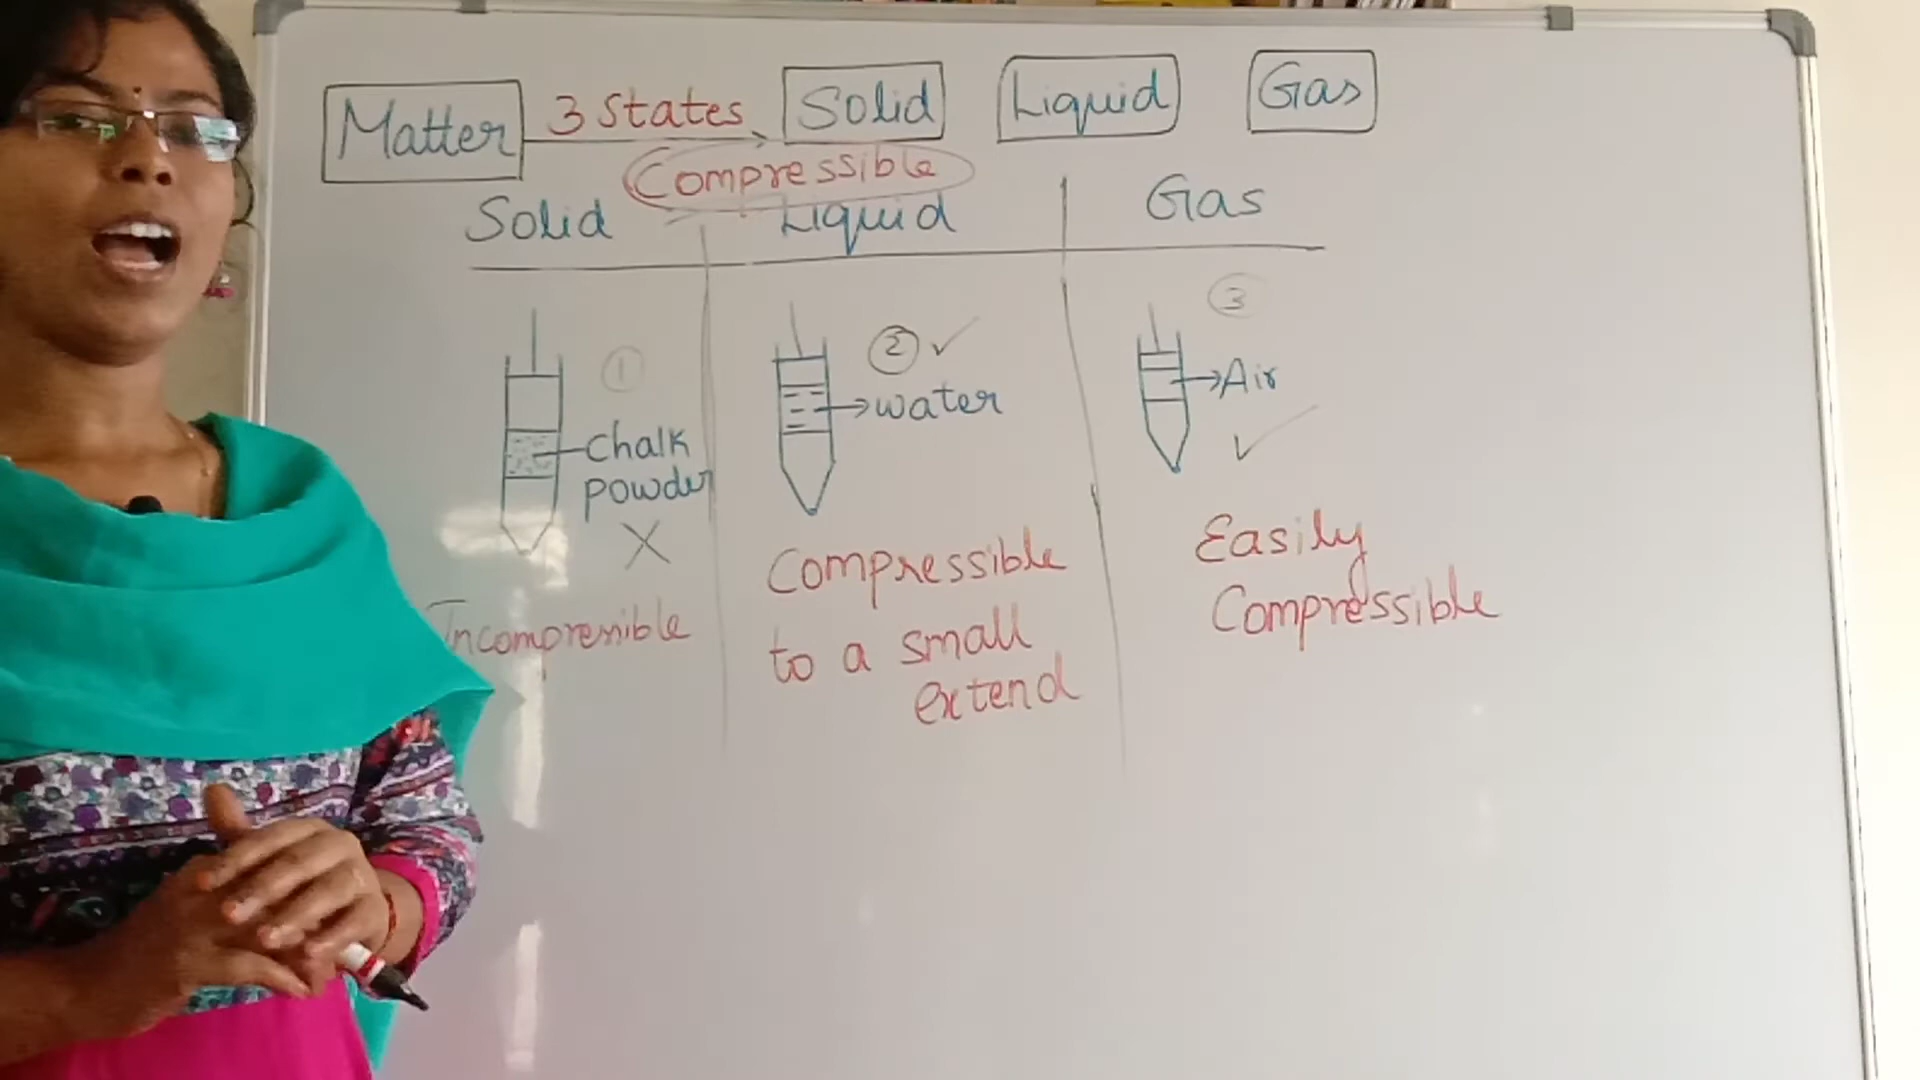 Matter 3 States Solid Liquid Gas
Compressible
Solid Liquid Gas
1 2 3
Chalk
powder
water
Air
Incompressible
Compressible
to a small
extend
Easily
Compressible